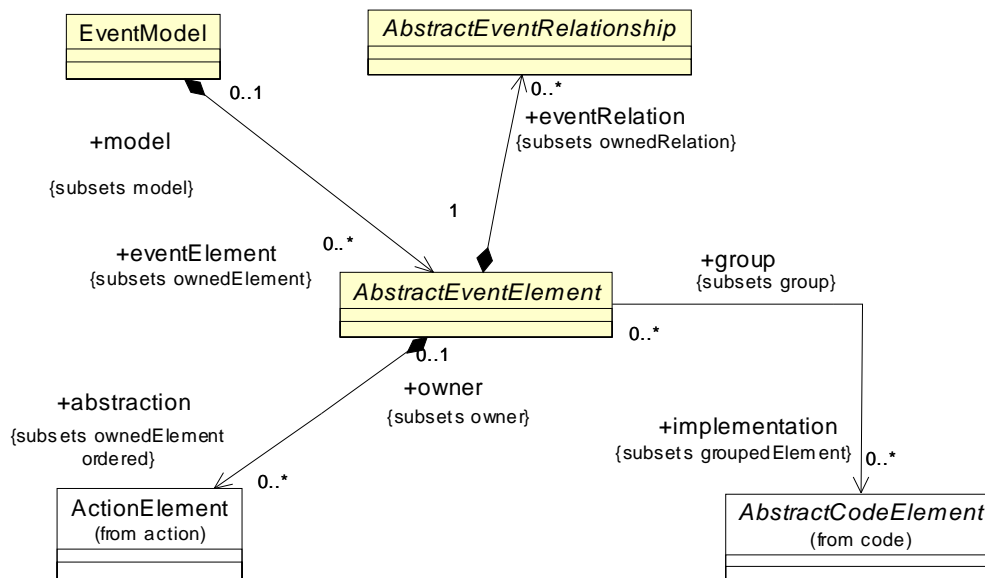 EventModel
AbstractEventRelationship
0..1
0..*
+model
+eventRelation
{subsets ownedRelation}
{subsets model}
1
+eventElement
0..*
{subsets ownedElement}
+group
{subsets group}
AbstractEventElement
0..*
0..1
+owner
{subsets owner}
+abstraction
{subsets ownedElement
ordered}
+implementation
{subsets groupedElement}
0..*
0..*
ActionElement
(from action)
AbstractCodeElement
(from code)